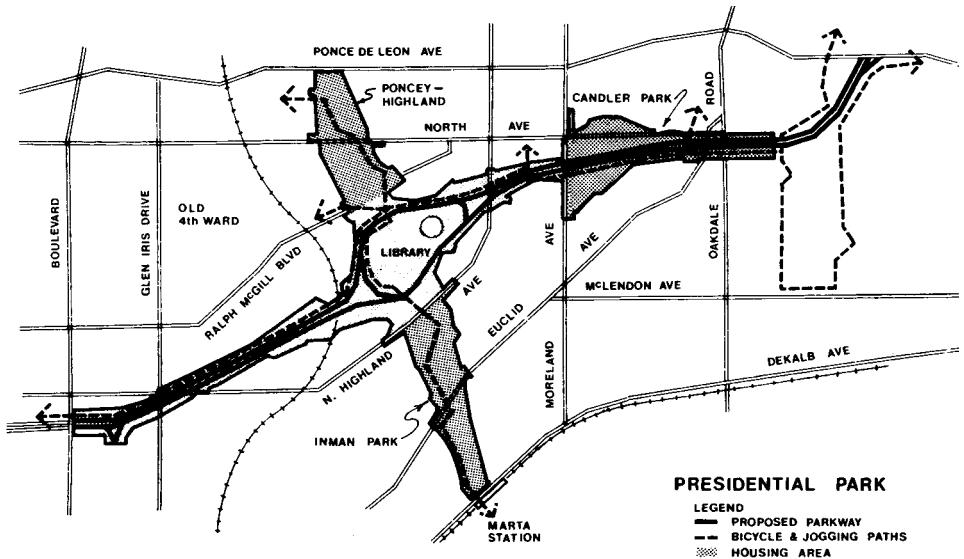 PONCE DE LEON AVE
PONCEY-
HIGHLAND
CANDLER PARK
ROAD
NORTH AVE
BOULEVARD
GLEN IRIS DRIVE
OLD
4th WARD
LIBRARY
AVE
AVE
OAKDALE
RALPH McGILL BLVD
AVE
EUCLID
McLENDON AVE
N. HIGHLAND
MORELAND
DEKALB AVE
INMAN PARK
MARTA
STATION
PRESIDENTIAL PARK
LEGEND
PROPOSED PARKWAY
BICYCLE & JOGGING PATHS
HOUSING AREA